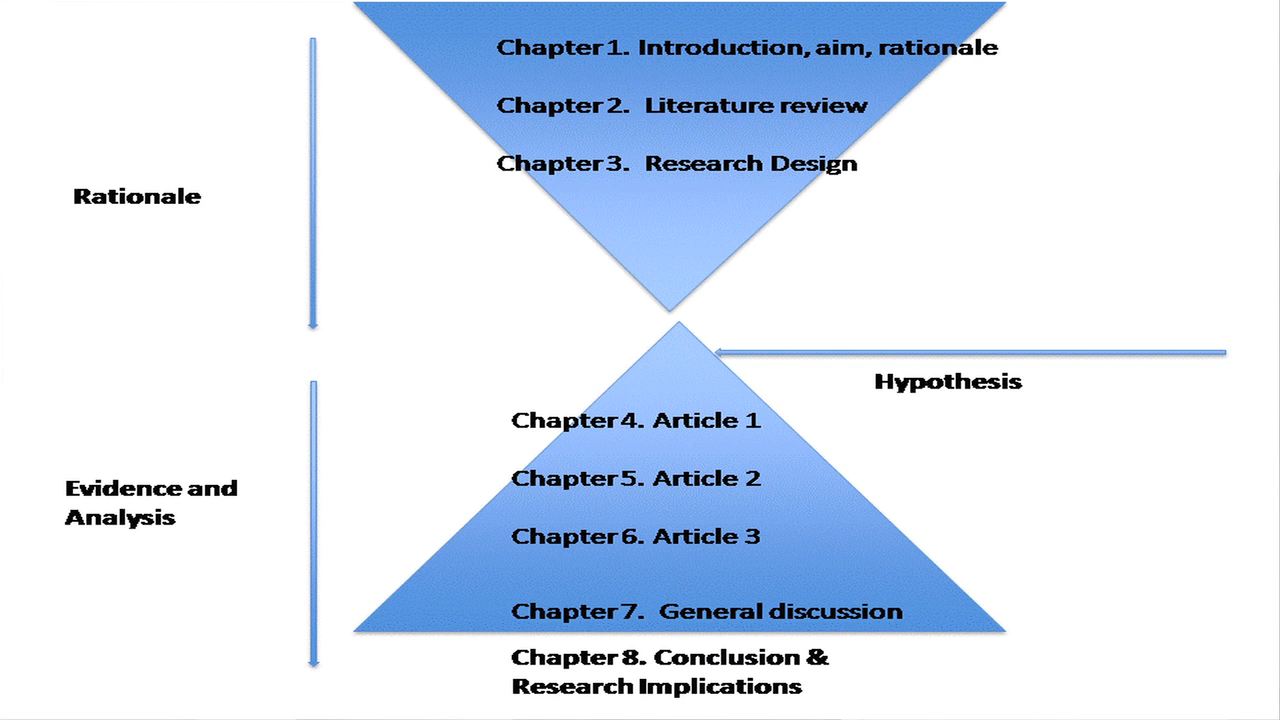 Chapter 1. Introduction, aim, rationale
Chapter 2. Literature review
Chapter 3. Research Design
Rationale
Hypothesis
Chapter 4. Article 1
Chapter 5. Article 2
Evidence and
Analysis
Chapter 6. Article 3
Chapter 7. General discussion
Chapter 8. Conclusion &
Research Implications